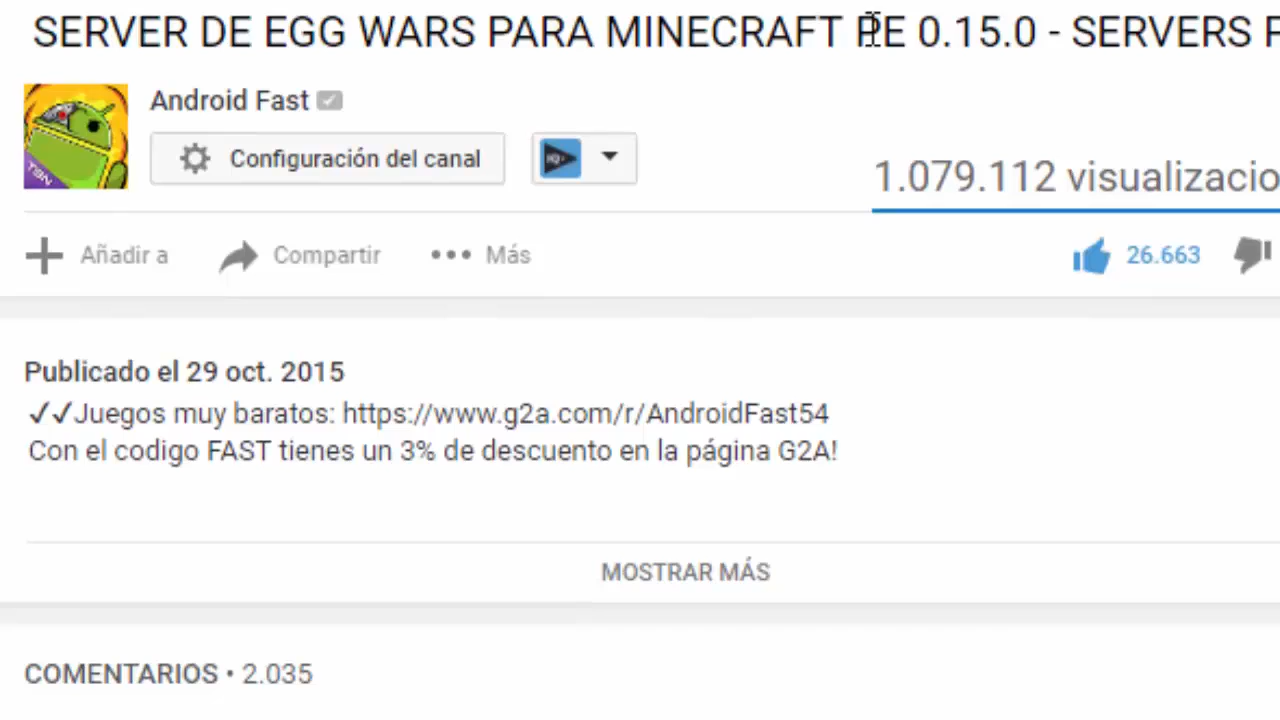 SERVER DE EGG WARS PARA MINECRAFT PE 0.15.0 - SERVERS P
Android Fast
Configuración del canal
HQ+
1.079.112 visualizacio
Añadir a
Compartir
Más
26.663
Publicado el 29 oct. 2015
✓✓Juegos muy baratos: https://www.g2a.com/r/AndroidFast54
Con el codigo FAST tienes un 3% de descuento en la página G2A!
MOSTRAR MÁS
COMENTARIOS • 2.035